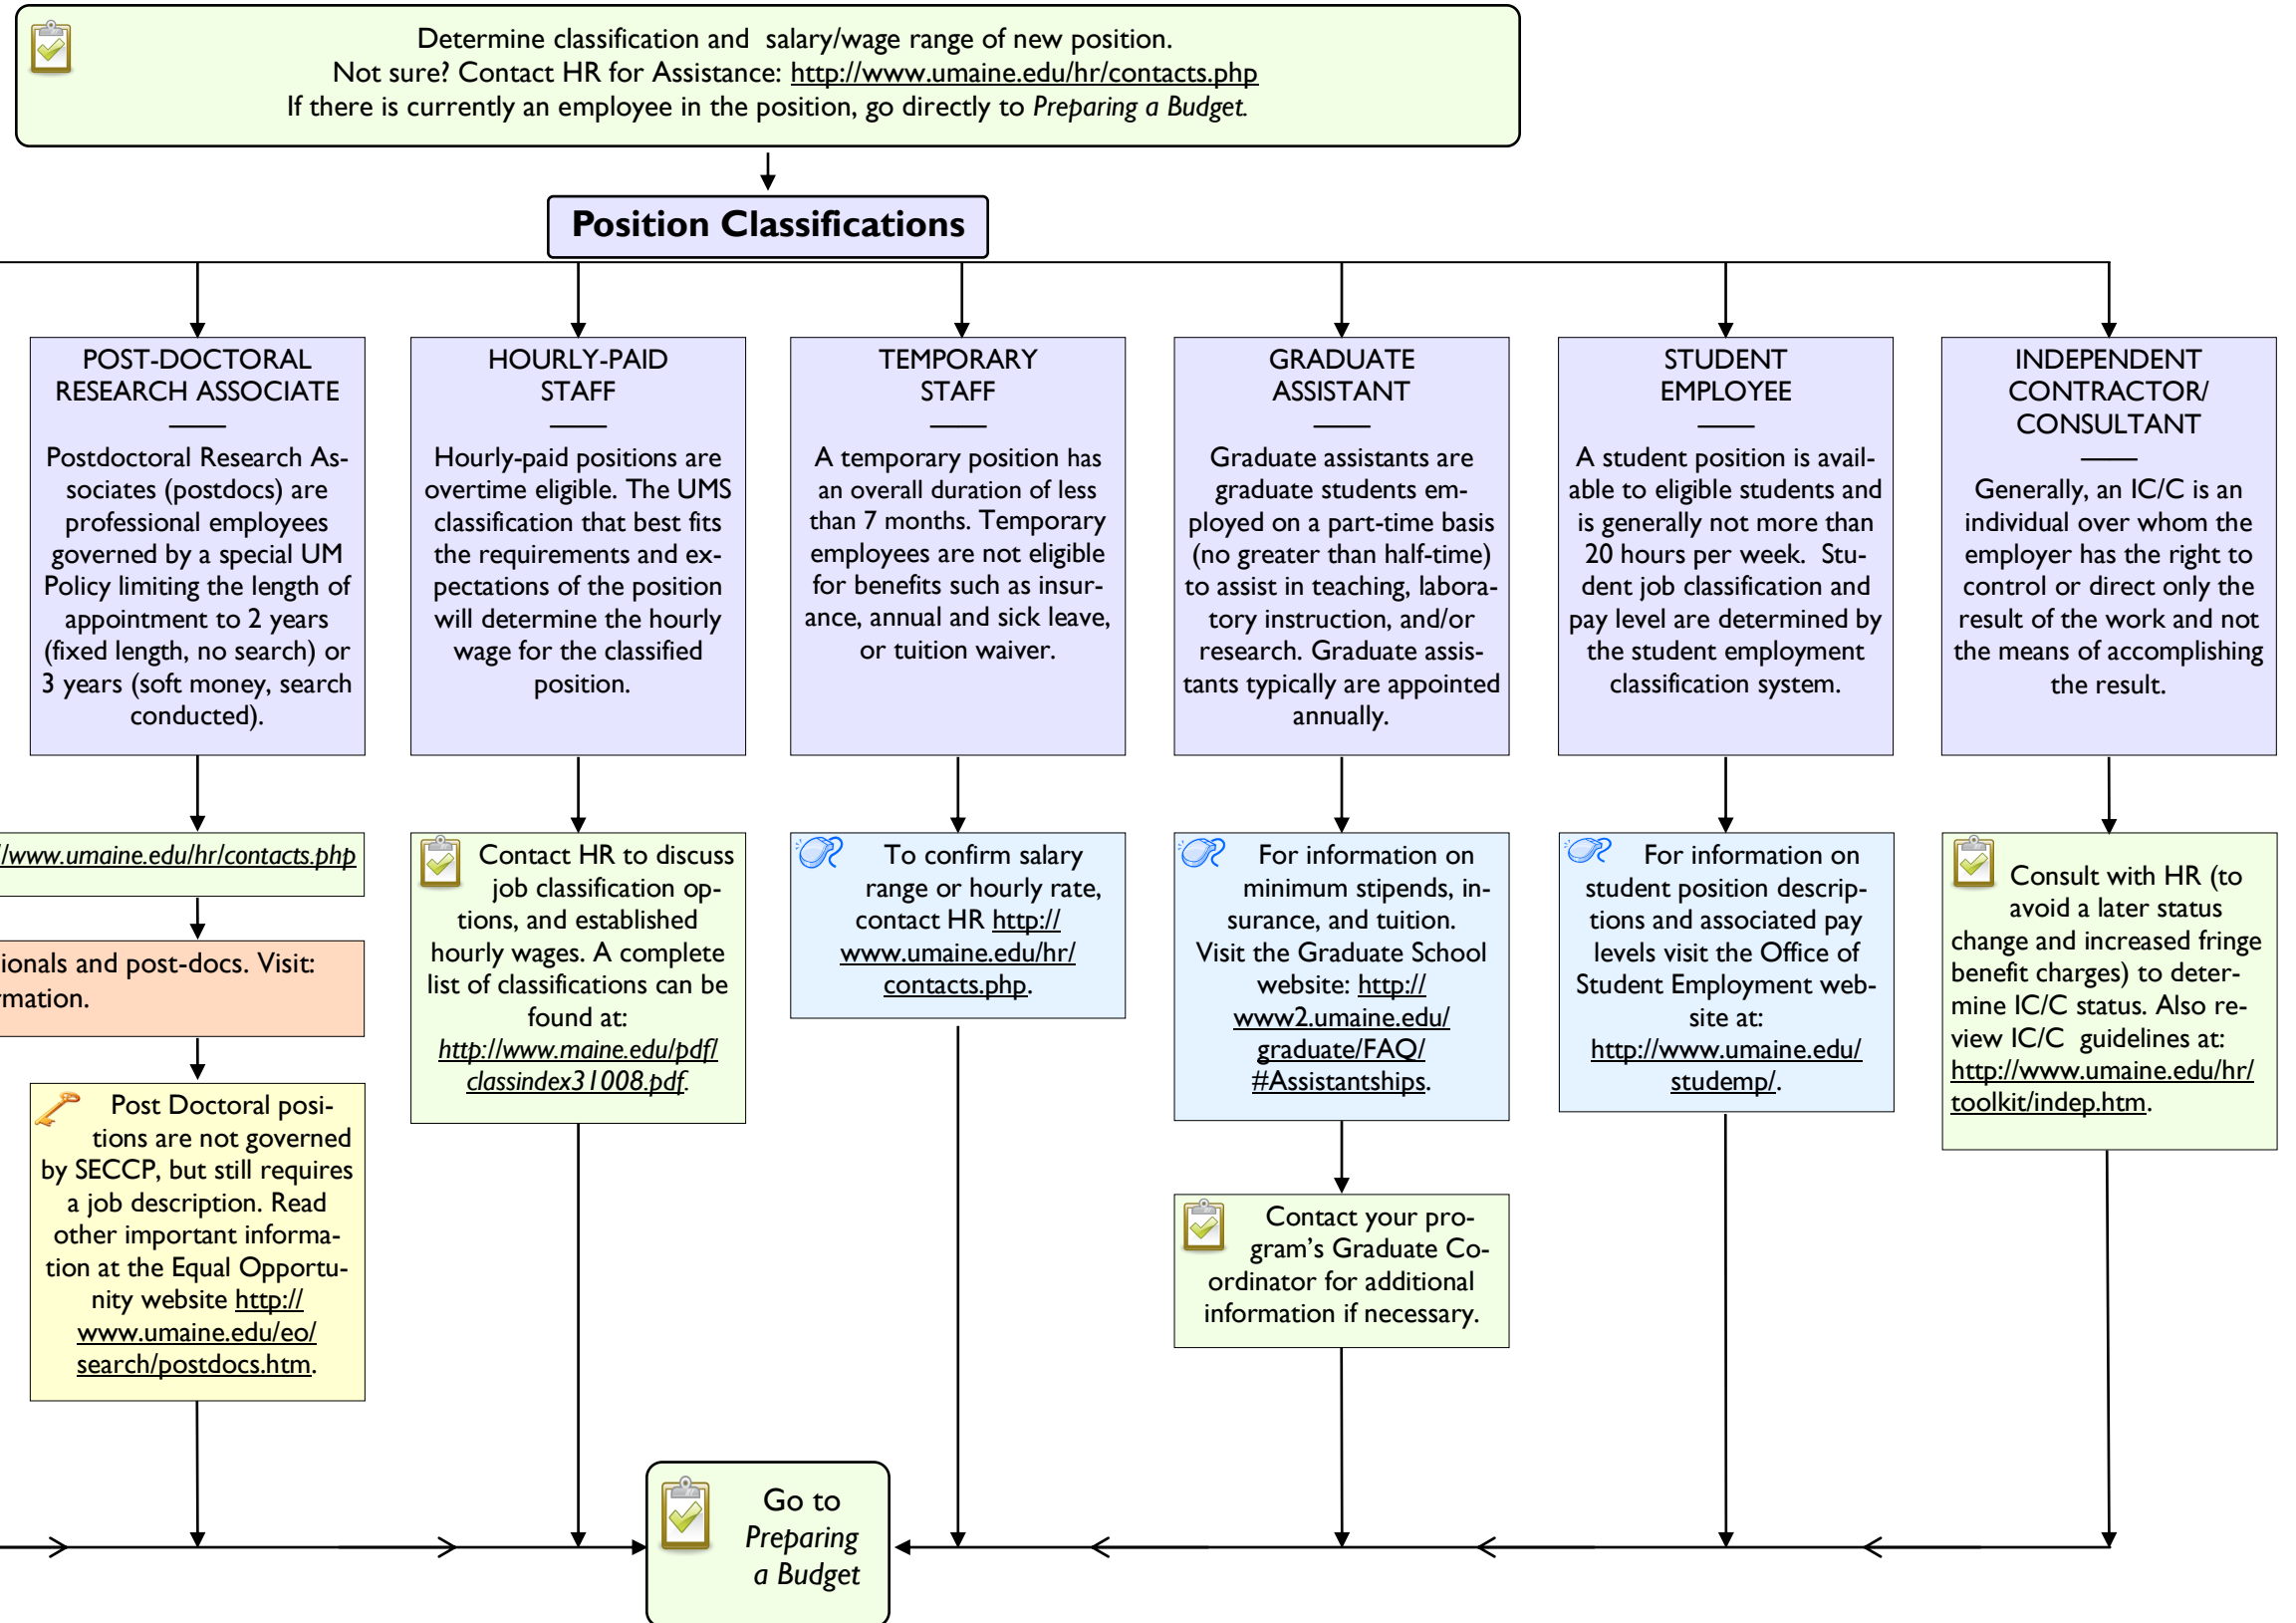 Determine classification and  salary/wage range of new position.
Not sure? Contact HR for Assistance: http://www.umaine.edu/hr/contacts.php
If there is currently an employee in the position, go directly to Preparing a Budget.
Position Classifications
POST-DOCTORAL
RESEARCH ASSOCIATE
Postdoctoral Research As-
sociates (postdocs) are
professional employees
governed by a special UM
Policy limiting the length of
appointment to 2 years
(fixed length, no search) or
3 years (soft money, search
conducted).
/www.umaine.edu/hr/contacts.php
ionals and post-docs. Visit:
rmation.
Post Doctoral posi-
tions are not governed
by SECCP, but still requires
a job description. Read
other important informa-
tion at the Equal Opportu-
nity website http://
www.umaine.edu/eo/
search/postdocs.htm.
HOURLY-PAID
STAFF
Hourly-paid positions are
overtime eligible. The UMS
classification that best fits
the requirements and ex-
pectations of the position
will determine the hourly
wage for the classified
position.
Contact HR to discuss
job classification op-
tions, and established
hourly wages. A complete
list of classifications can be
found at:
http://www.maine.edu/pdf/
classindex31008.pdf.
TEMPORARY
STAFF
A temporary position has
an overall duration of less
than 7 months. Temporary
employees are not eligible
for benefits such as insur-
ance, annual and sick leave,
or tuition waiver.
To confirm salary
range or hourly rate,
contact HR http://
www.umaine.edu/hr/
contacts.php.
GRADUATE
ASSISTANT
Graduate assistants are
graduate students em-
ployed on a part-time basis
(no greater than half-time)
to assist in teaching, labora-
tory instruction, and/or
research. Graduate assis-
tants typically are appointed
annually.
For information on
minimum stipends, in-
surance, and tuition.
Visit the Graduate School
website: http://
www2.umaine.edu/
graduate/FAQ/
#Assistantships.
Contact your pro-
gram's Graduate Co-
ordinator for additional
information if necessary.
STUDENT
EMPLOYEE
A student position is avail-
able to eligible students and
is generally not more than
20 hours per week.  Stu-
dent job classification and
pay level are determined by
the student employment
classification system.
For information on
student position descrip-
tions and associated pay
levels visit the Office of
Student Employment web-
site at:
http://www.umaine.edu/
studemp/.
INDEPENDENT
CONTRACTOR/
CONSULTANT
Generally, an IC/C is an
individual over whom the
employer has the right to
control or direct only the
result of the work and not
the means of accomplishing
the result.
Consult with HR (to
avoid a later status
change and increased fringe
benefit charges) to deter-
mine IC/C status. Also re-
view IC/C  guidelines at:
http://www.umaine.edu/hr/
toolkit/indep.htm.
Go to
Preparing
a Budget